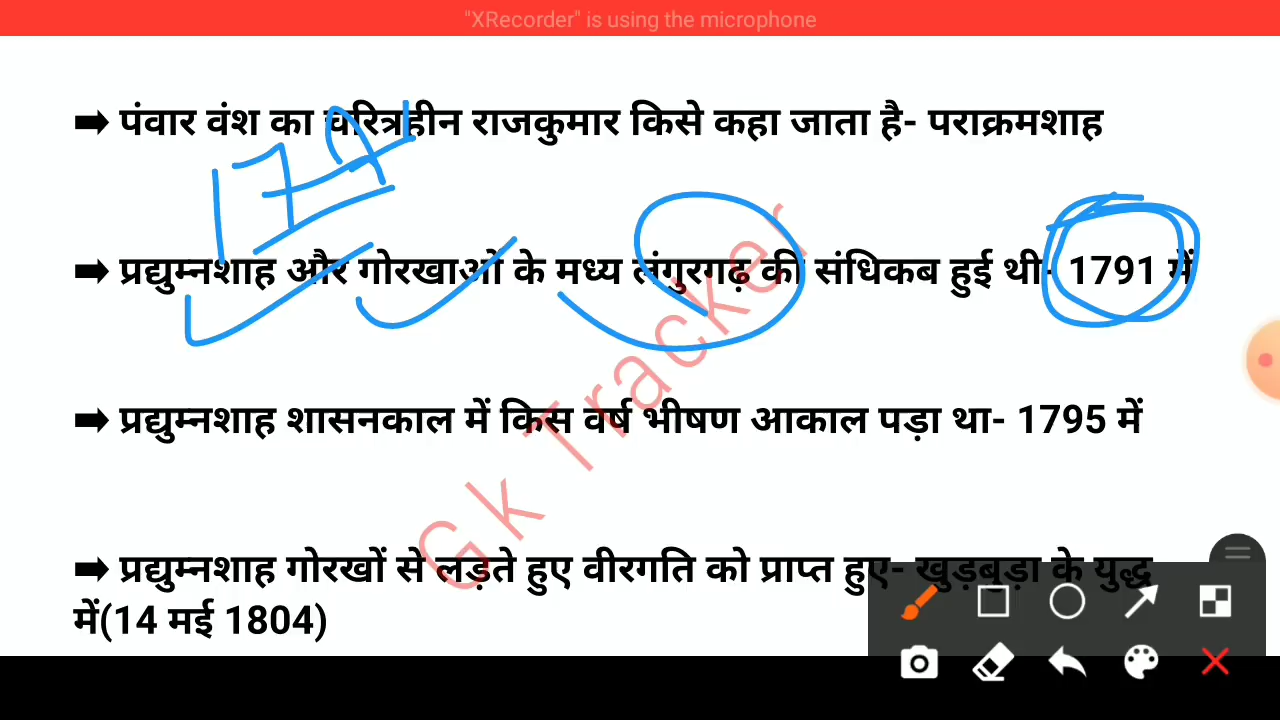 "XRecorder" is using the microphone
➡ पंवार वंश का चरित्रहीन राजकुमार किसे कहा जाता है- पराक्रमशाह
1791
➡ प्रद्युम्नशाह और गोरखाओं के मध्य लंगुरगढ़ की संधिकब हुई थी- 1791 में
➡ प्रद्युम्नशाह शासनकाल में किस वर्ष भीषण आकाल पड़ा था- 1795 में
➡ प्रद्युम्नशाह गोरखों से लड़ते हुए वीरगति को प्राप्त हुए- खुड़बुड़ा के युद्ध
में(14 मई 1804)
Gk Tracker